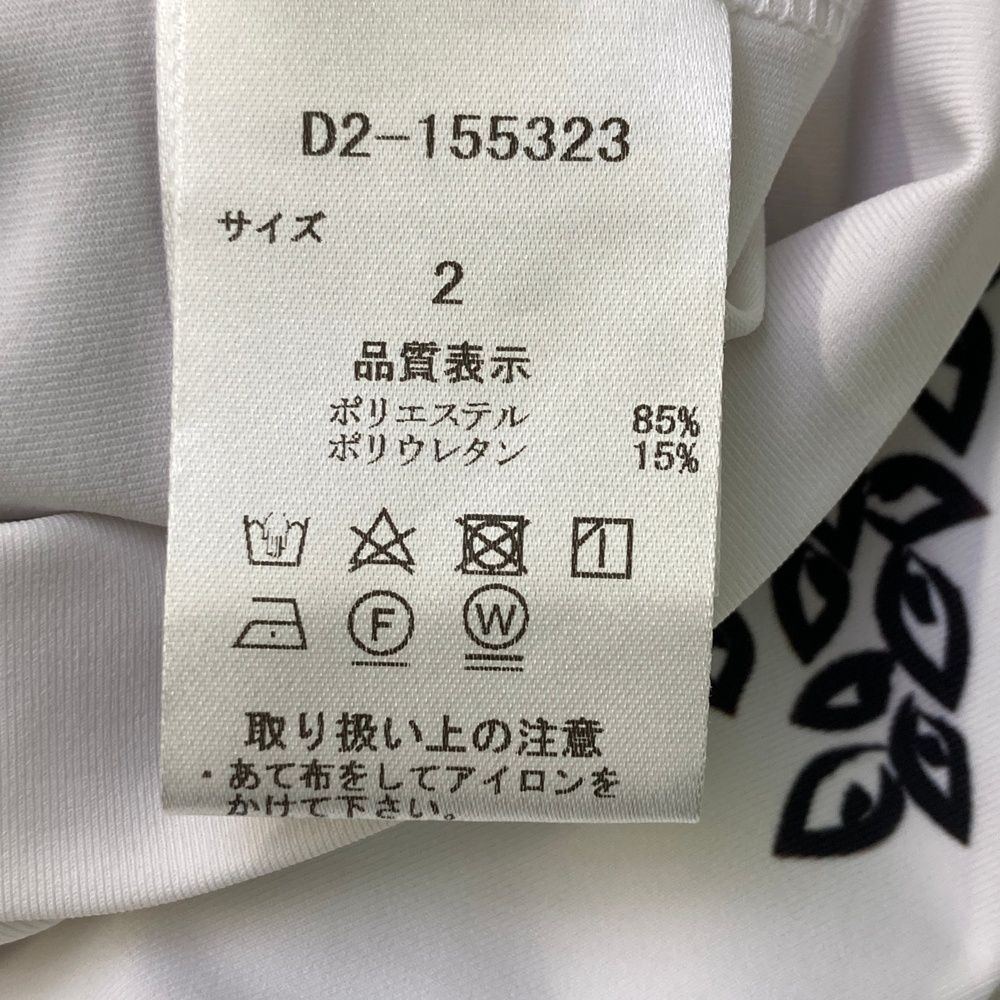 D2-155323
サイズ
2
品質表示
ポリエステル 85%
ポリウレタン 15%
F W
取り扱い上の注意
・あて布をしてアイロンを
かけて下さい。